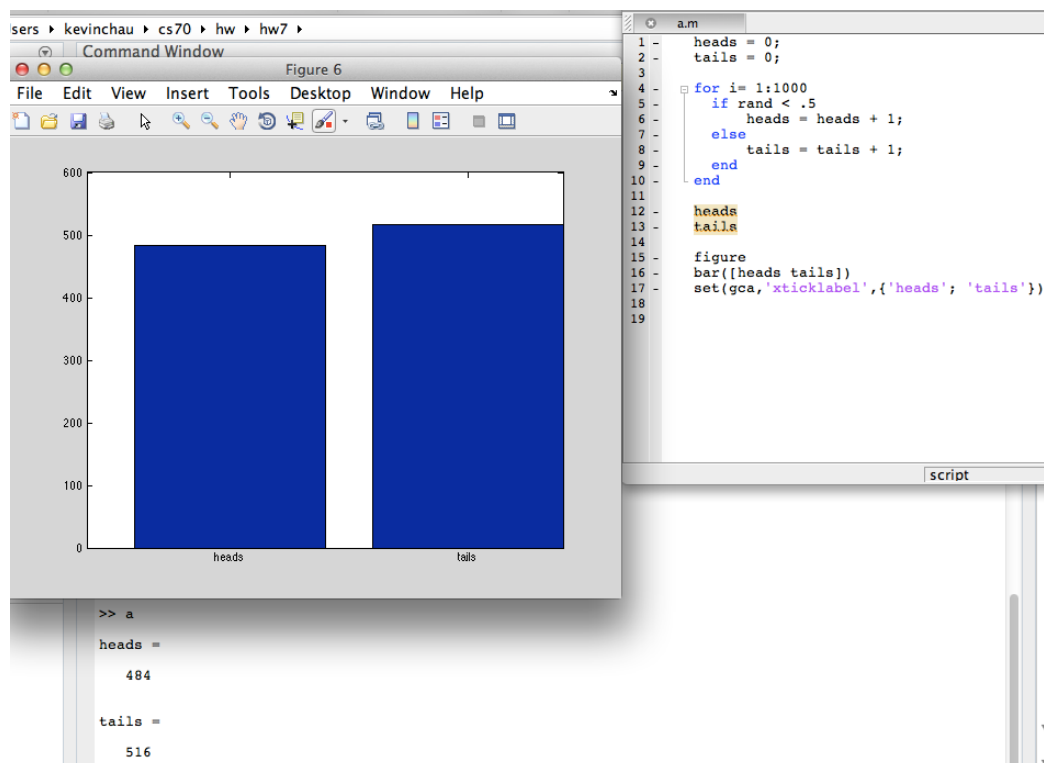 sers ▸ kevinchau ▸ cs70 ▸ hw ▸ hw7 ▸
Command Window
Figure 6
File Edit View Insert Tools Desktop Window Help
600
500
400
300
200
100
0
heads tails
>> a
heads =
484
tails =
516
a.m
1 - heads = 0;
2 - tails = 0;
3
4 - for i= 1:1000
5 - if rand < .5
6 - heads = heads + 1;
7 - else
8 - tails = tails + 1;
9 - end
10 - end
11
12 - heads
13 - tails
14
15 - figure
16 - bar([heads tails])
17 - set(gca,'xticklabel',{'heads'; 'tails'})
18
19
script